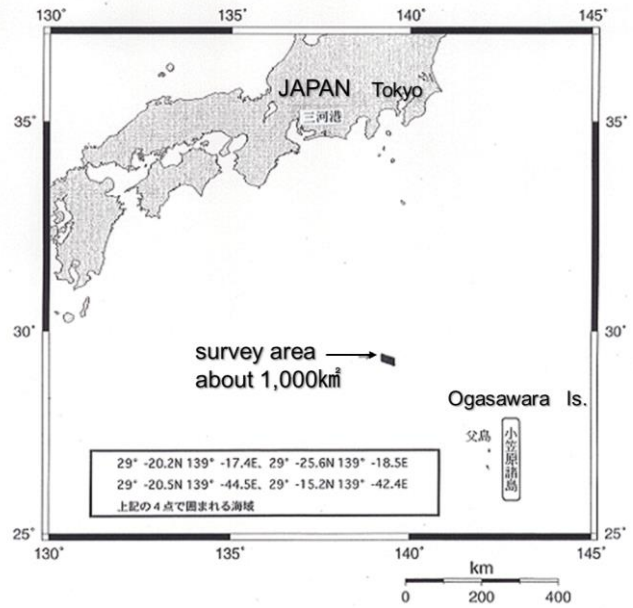 130 135 140 145
JAPAN Tokyo
三河港
35° 35°
30° 30°
survey area
about 1,000㎢
Ogasawara Is.
父島
小笠原諸島
29° -20.2N 139° -17.4E、29° -25.6N 139° -18.5E
29° -20.5N 139° -44.5E、29° -15.2N 139° -42.4E
上記の4点で囲まれる海域
25° 25°
130 135 140 145
km
0 200 400